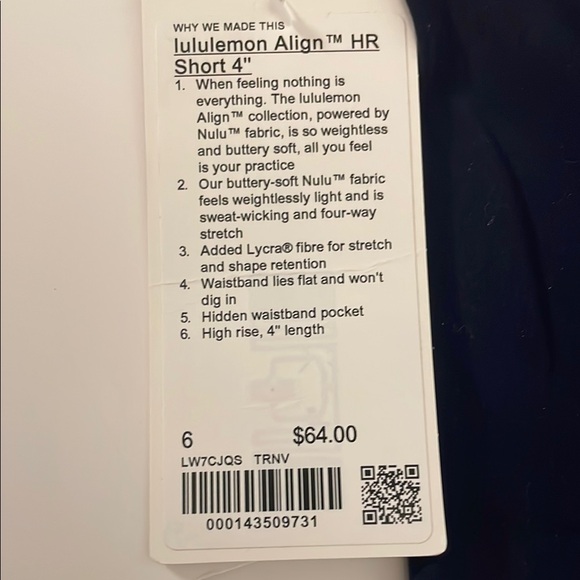 WHY WE MADE THIS
lululemon Align™ HR
Short 4"
1. When feeling nothing is
everything. The lululemon
Align™ collection, powered by
Nulu™ fabric, is so weightless
and buttery soft, all you feel
is your practice
2. Our buttery-soft Nulu™ fabric
feels weightlessly light and is
sweat-wicking and four-way
stretch
3. Added Lycra® fibre for stretch
and shape retention
4. Waistband lies flat and won't
dig in
5. Hidden waistband pocket
6. High rise, 4" length
6 $64.00
LW7CJQS TRNV
000143509731